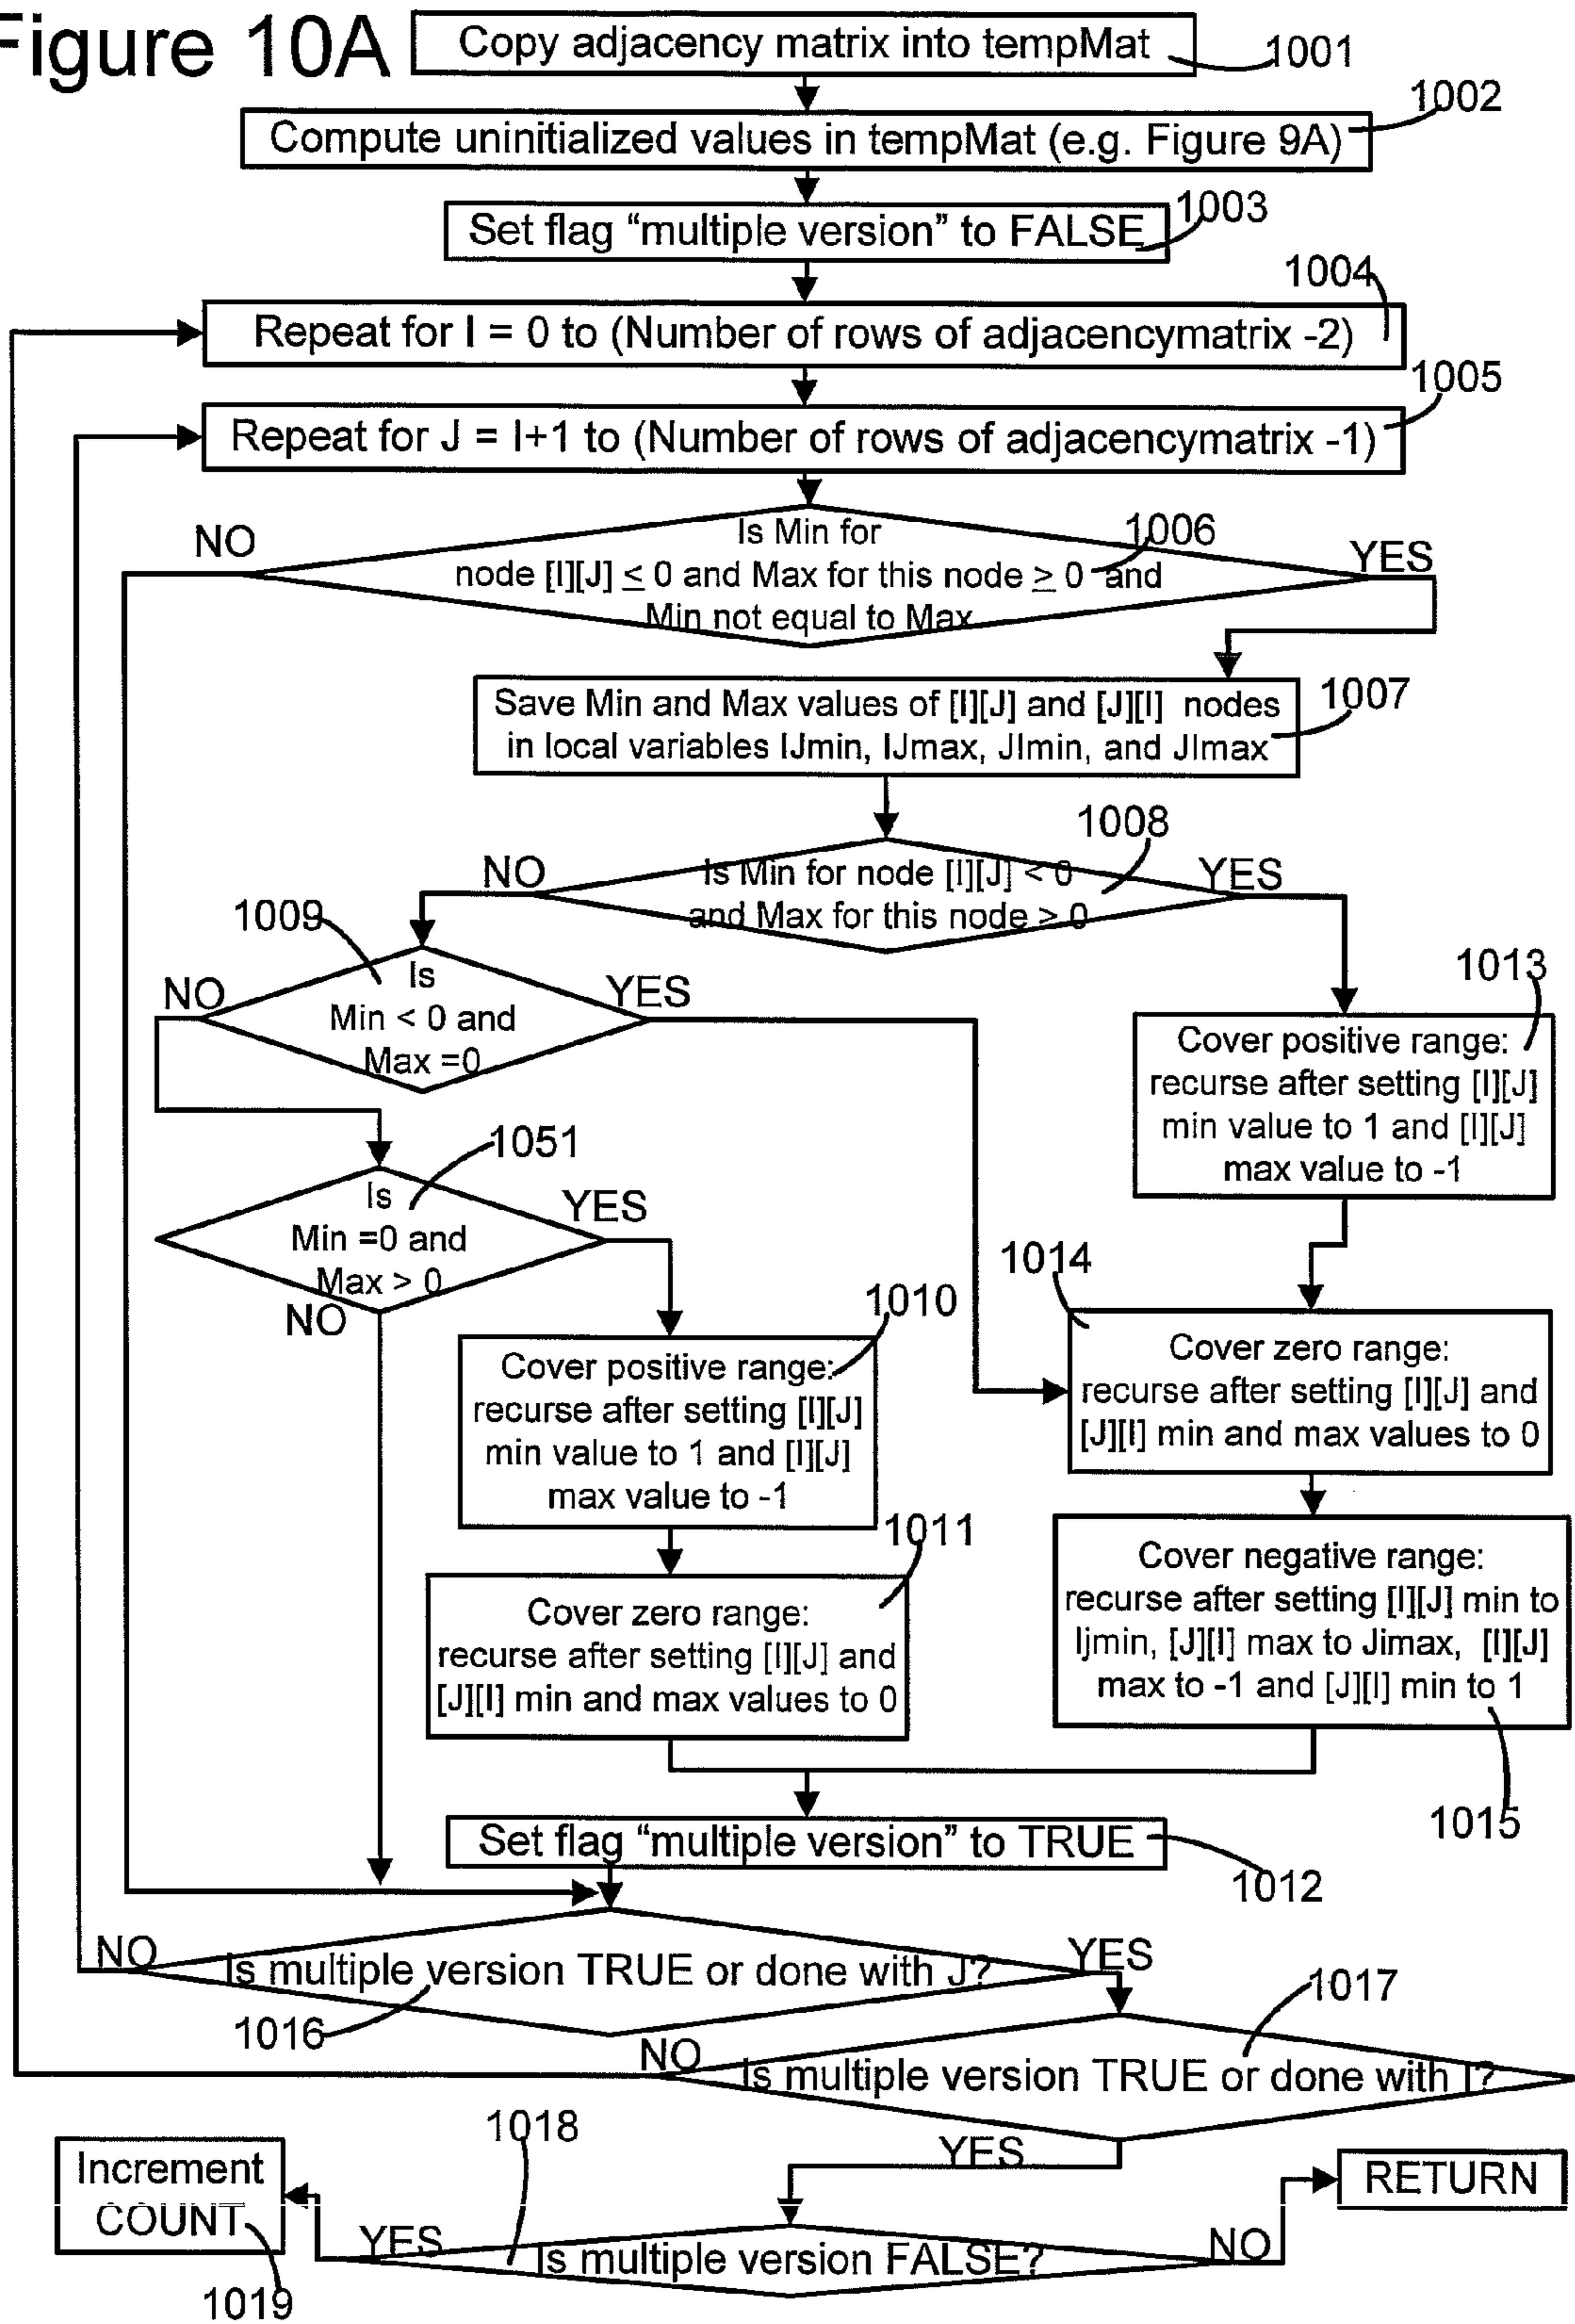 Figure 10A
Copy adjacency matrix into tempMat
1001
1002
Compute uninitialized values in tempMat (e.g. Figure 9A)
1003
Set flag “multiple version” to FALSE
1004
Repeat for I = 0 to (Number of rows of adjacencymatrix -2)
1005
Repeat for J = I+1 to (Number of rows of adjacencymatrix -1)
NO
Is Min for
1006
YES
node [I][J] ≤ 0 and Max for this node ≥ 0 and
Min not equal to Max
Save Min and Max values of [I][J] and [J][I] nodes
in local variables IJmin, IJmax, JImin, and JImax
1007
1008
NO
Is Min for node [I][J] < 0
and Max for this node > 0
YES
1009
NO
Is
Min < 0 and
Max =0
YES
1013
Cover positive range:
recurse after setting [I][J]
min value to 1 and [I][J]
max value to -1
1051
Is
Min =0 and
Max > 0
YES
NO
1014
Cover zero range:
recurse after setting [I][J] and
[J][I] min and max values to 0
1010
Cover positive range:
recurse after setting [I][J]
min value to 1 and [I][J]
max value to -1
1011
Cover zero range:
recurse after setting [I][J] and
[J][I] min and max values to 0
Cover negative range:
recurse after setting [I][J] min to
Ijmin, [J][I] max to Jimax, [I][J]
max to -1 and [J][I] min to 1
1015
Set flag “multiple version” to TRUE
1012
NO
Is multiple version TRUE or done with J?
YES
1016
1017
NO
Is multiple version TRUE or done with I?
YES
1018
Increment
COUNT
1019
YES
Is multiple version FALSE?
NO
RETURN